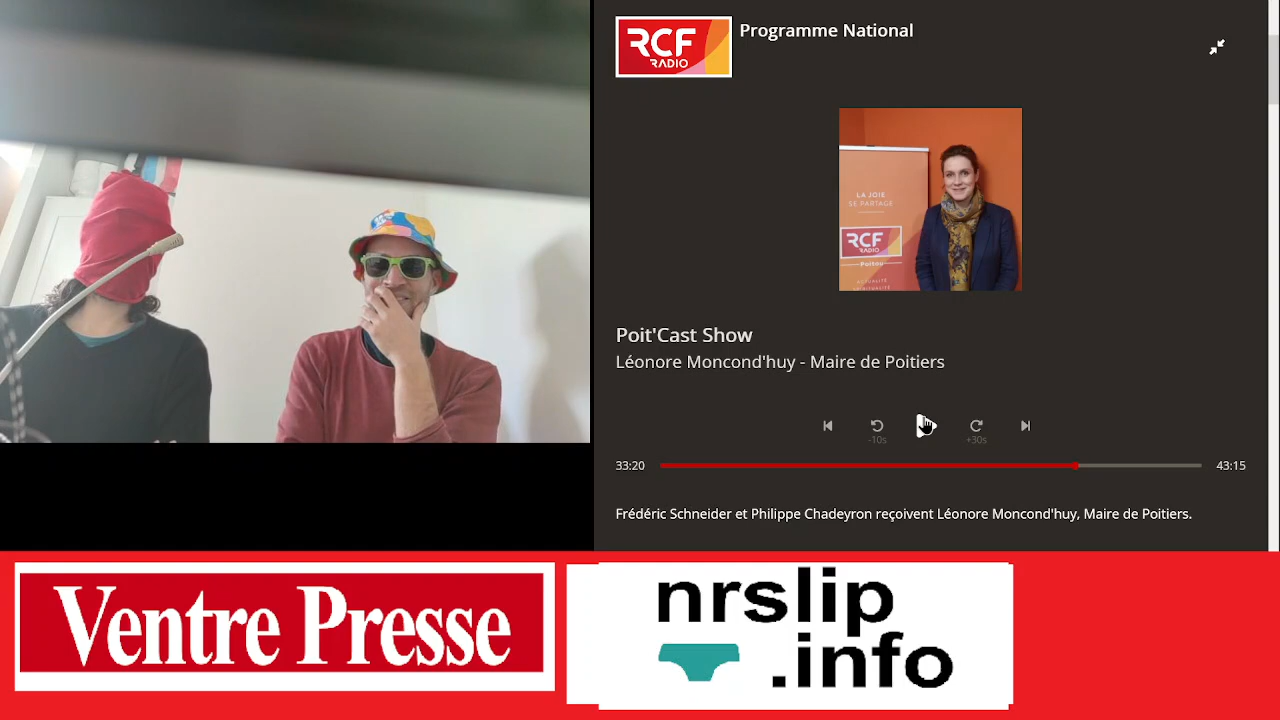 RCF
RADIO
Programme National
LA JOIE
SE PARTAGE
RCF
RADIO
Poitou
Poit'Cast Show
Léonore Moncond'huy - Maire de Poitiers
-10s
+30s
33:20
43:15
Frédéric Schneider et Philippe Chadeyron reçoivent Léonore Moncond'huy, Maire de Poitiers.
Ventre Presse
nrslip
.info